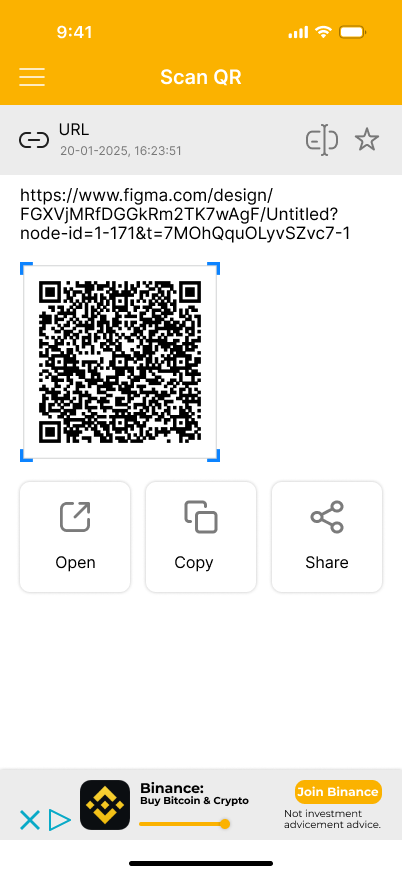 9:41
Scan QR
URL
20-01-2025, 16:23:51
https://www.figma.com/design/
FGXVjMRfDGGkRm2TK7wAgF/Untitled?
node-id=1-171&t=7MOhQquOLyvSZvc7-1
Open
Copy
Share
Binance:
Buy Bitcoin & Crypto
Join Binance
Not investment
advicement advice.